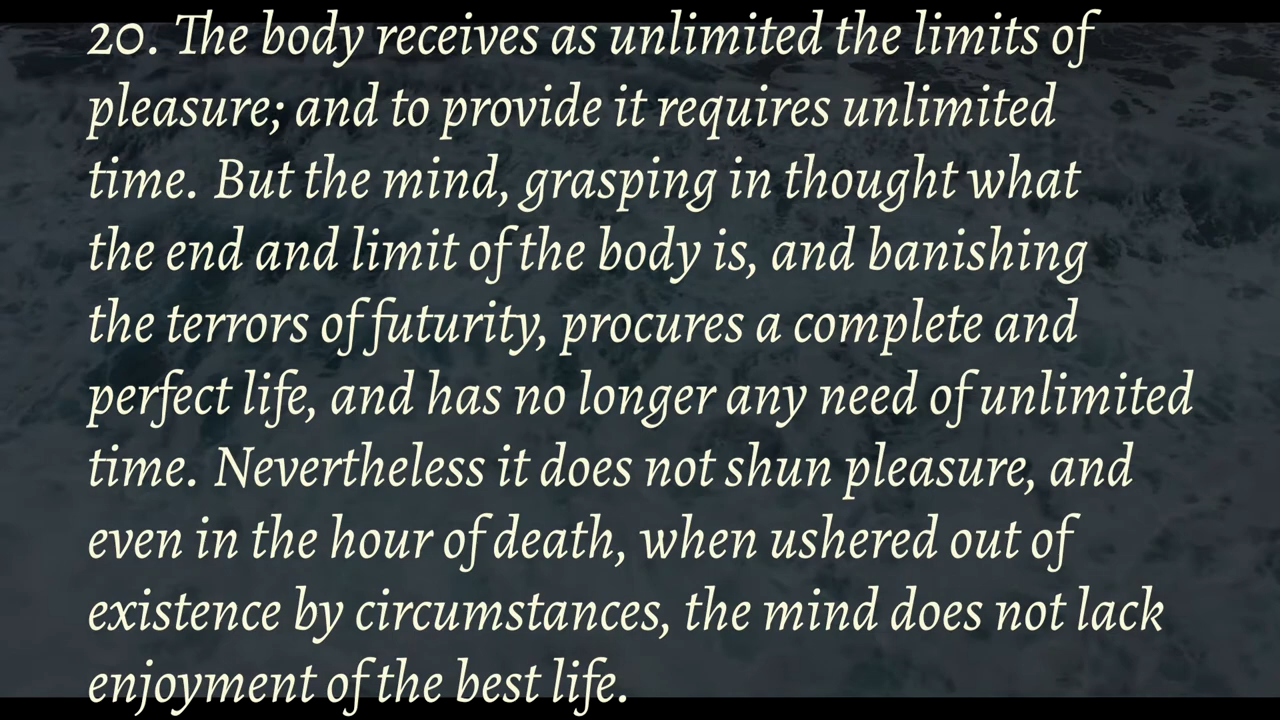 20. The body receives as unlimited the limits of
pleasure; and to provide it requires unlimited
time. But the mind, grasping in thought what
the end and limit of the body is, and banishing
the terrors of futurity, procures a complete and
perfect life, and has no longer any need of unlimited
time. Nevertheless it does not shun pleasure, and
even in the hour of death, when ushered out of
existence by circumstances, the mind does not lack
enjoyment of the best life.